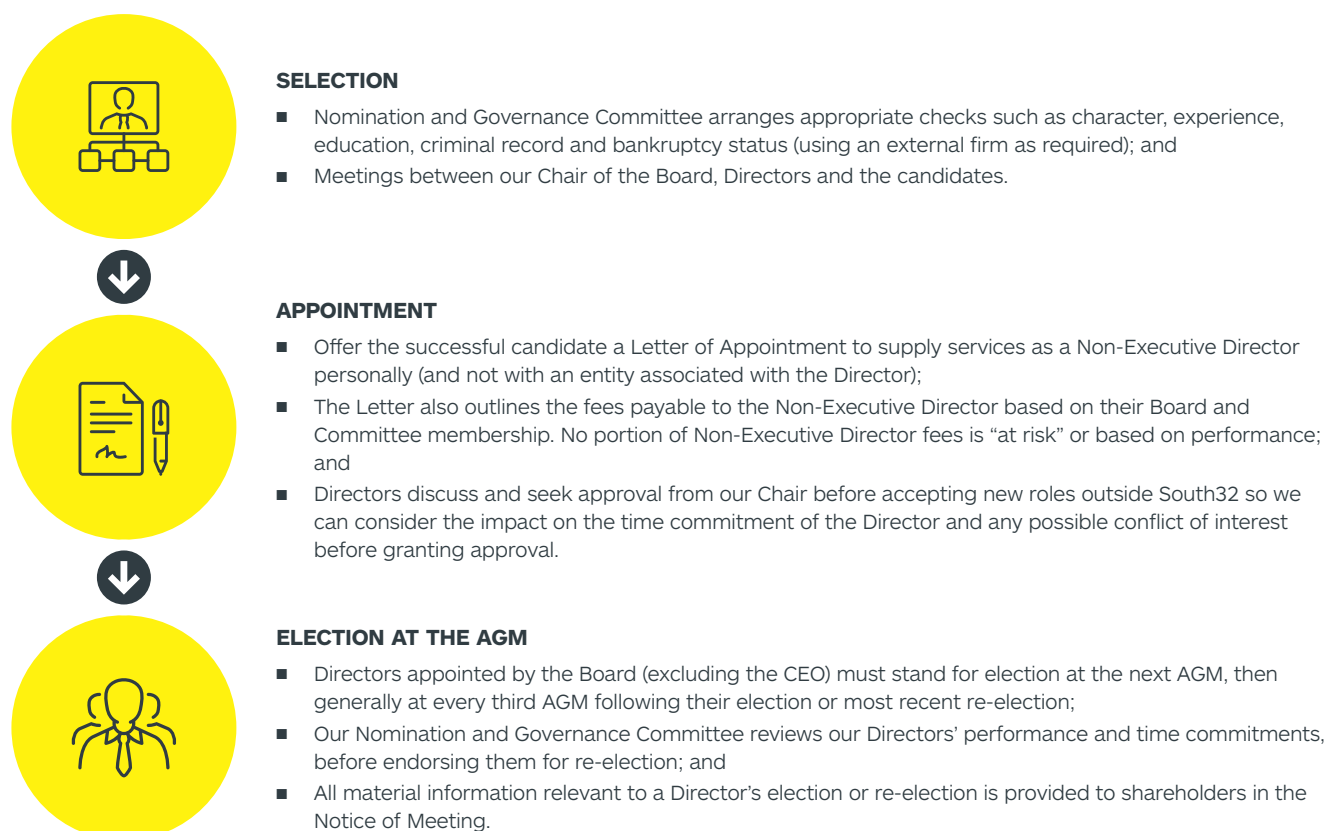 SELECTION
■ Nomination and Governance Committee arranges appropriate checks such as character, experience,
education, criminal record and bankruptcy status (using an external firm as required); and
■ Meetings between our Chair of the Board, Directors and the candidates.
APPOINTMENT
■ Offer the successful candidate a Letter of Appointment to supply services as a Non-Executive Director
personally (and not with an entity associated with the Director);
■ The Letter also outlines the fees payable to the Non-Executive Director based on their Board and
Committee membership. No portion of Non-Executive Director fees is “at risk” or based on performance;
and
■ Directors discuss and seek approval from our Chair before accepting new roles outside South32 so we
can consider the impact on the time commitment of the Director and any possible conflict of interest
before granting approval.
ELECTION AT THE AGM
■ Directors appointed by the Board (excluding the CEO) must stand for election at the next AGM, then
generally at every third AGM following their election or most recent re-election;
■ Our Nomination and Governance Committee reviews our Directors’ performance and time commitments,
before endorsing them for re-election; and
■ All material information relevant to a Director’s election or re-election is provided to shareholders in the
Notice of Meeting.